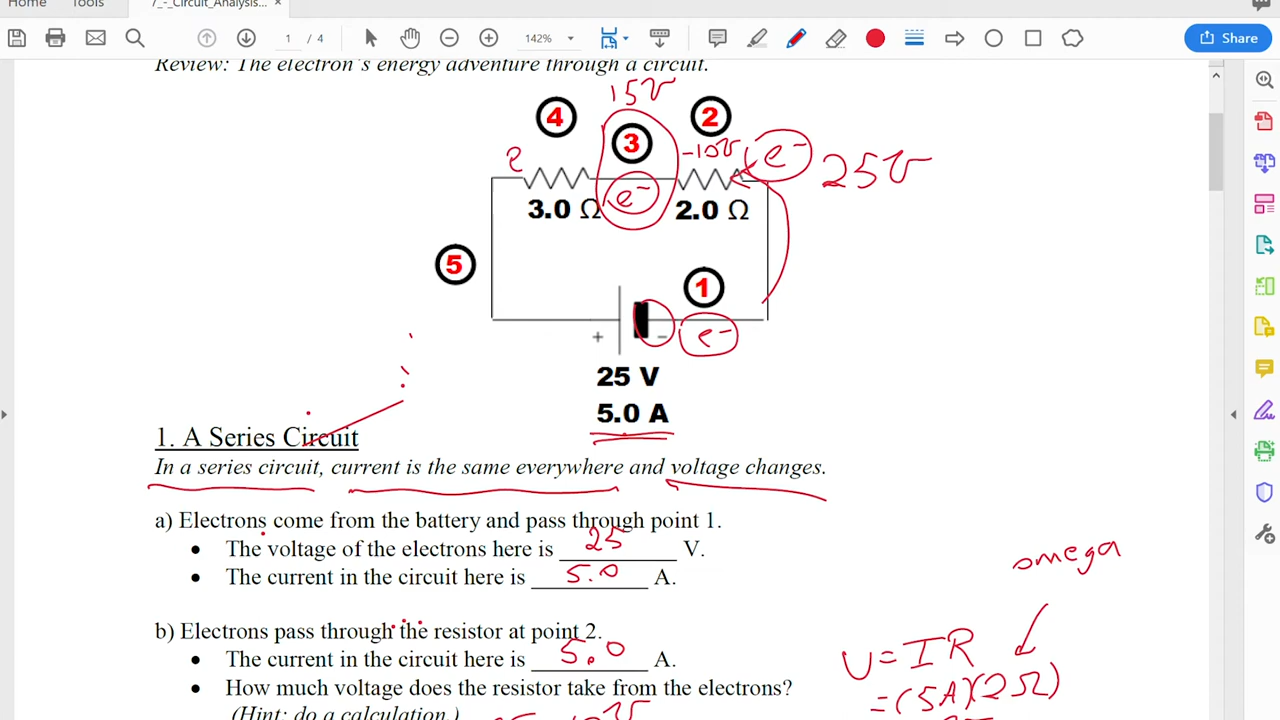 Home Tools 7_-_Circuit_Analysis... ×
1 / 4 142% Share
Review: The electron's energy adventure through a circuit.
15V
4 3 2
-10V e- 25V
e
e-
3.0 Ω 2.0 Ω
5 1
+ - e-
25 V
5.0 A
1. A Series Circuit
In a series circuit, current is the same everywhere and voltage changes.
a) Electrons come from the battery and pass through point 1.
• The voltage of the electrons here is 25 V.
• The current in the circuit here is 5.0 A.
omega
b) Electrons pass through the resistor at point 2.
• The current in the circuit here is 5.0 A.
V = IR
• How much voltage does the resistor take from the electrons?
= (5A)(2Ω)
(Hint: do a calculation.)